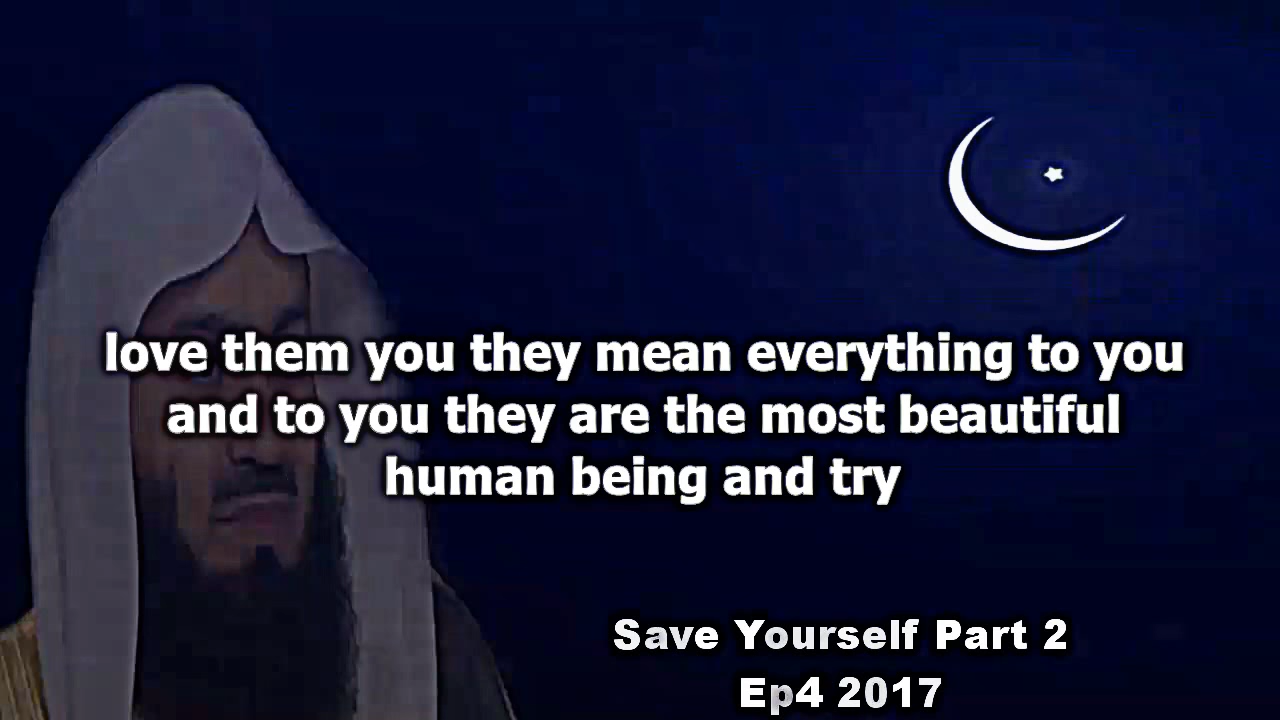 love them you they mean everything to you
and to you they are the most beautiful
human being and try
Save Yourself Part 2
Ep4 2017